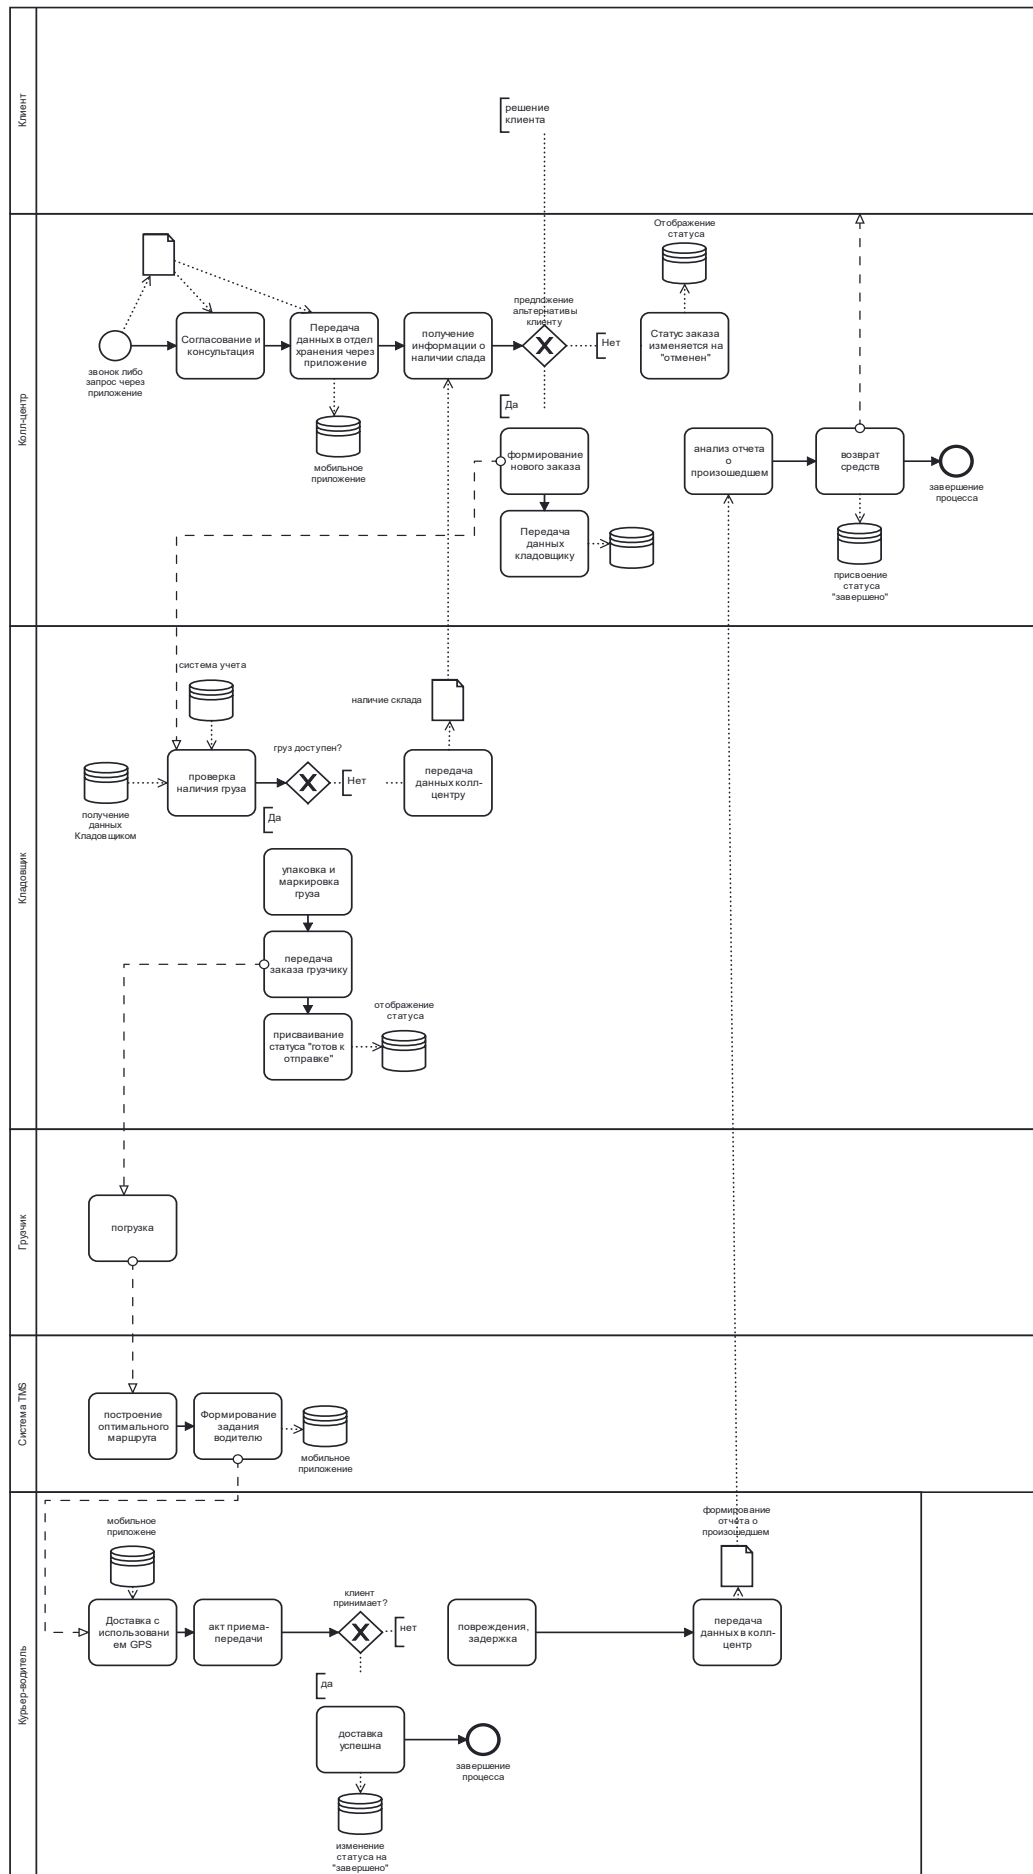 Клиент
решение
клиента
Колл-центр
Отображение
статуса
предложение
альтернативы
клиенту
Согласование и
консультация
Передача
данных в отдел
хранения через
приложение
получение
информации о
наличии слада
Нет
Статус заказа
изменяется на
"отменен"
звонок либо
запрос через
приложение
Да
мобильное
приложение
формирование
нового заказа
анализ отчета
о
произошедшем
возврат
средств
завершение
процесса
Передача
данных
кладовщику
присвоение
статуса
"завершено"
Кладовщик
система учета
наличие склада
груз доступен?
проверка
наличия груза
Нет
передача
данных колл-
центру
получение
данных
Кладовщиком
Да
упаковка и
маркировка
груза
передача
заказа грузчику
отображение
статуса
присваивание
статуса "готов к
отправке"
Грузчик
погрузка
Система TMS
построение
оптимального
маршрута
Формирование
задания
водителю
мобильное
приложение
Курьер-водитель
мобильное
приложене
формирование
отчёта о
произошедшем
клиент
принимает?
Доставка с
использовани
ем GPS
акт приема-
передачи
нет
повреждения,
задержка
передача
данных в колл-
центр
да
доставка
успешна
завершение
процесса
изменение
статуса на
"завершено"